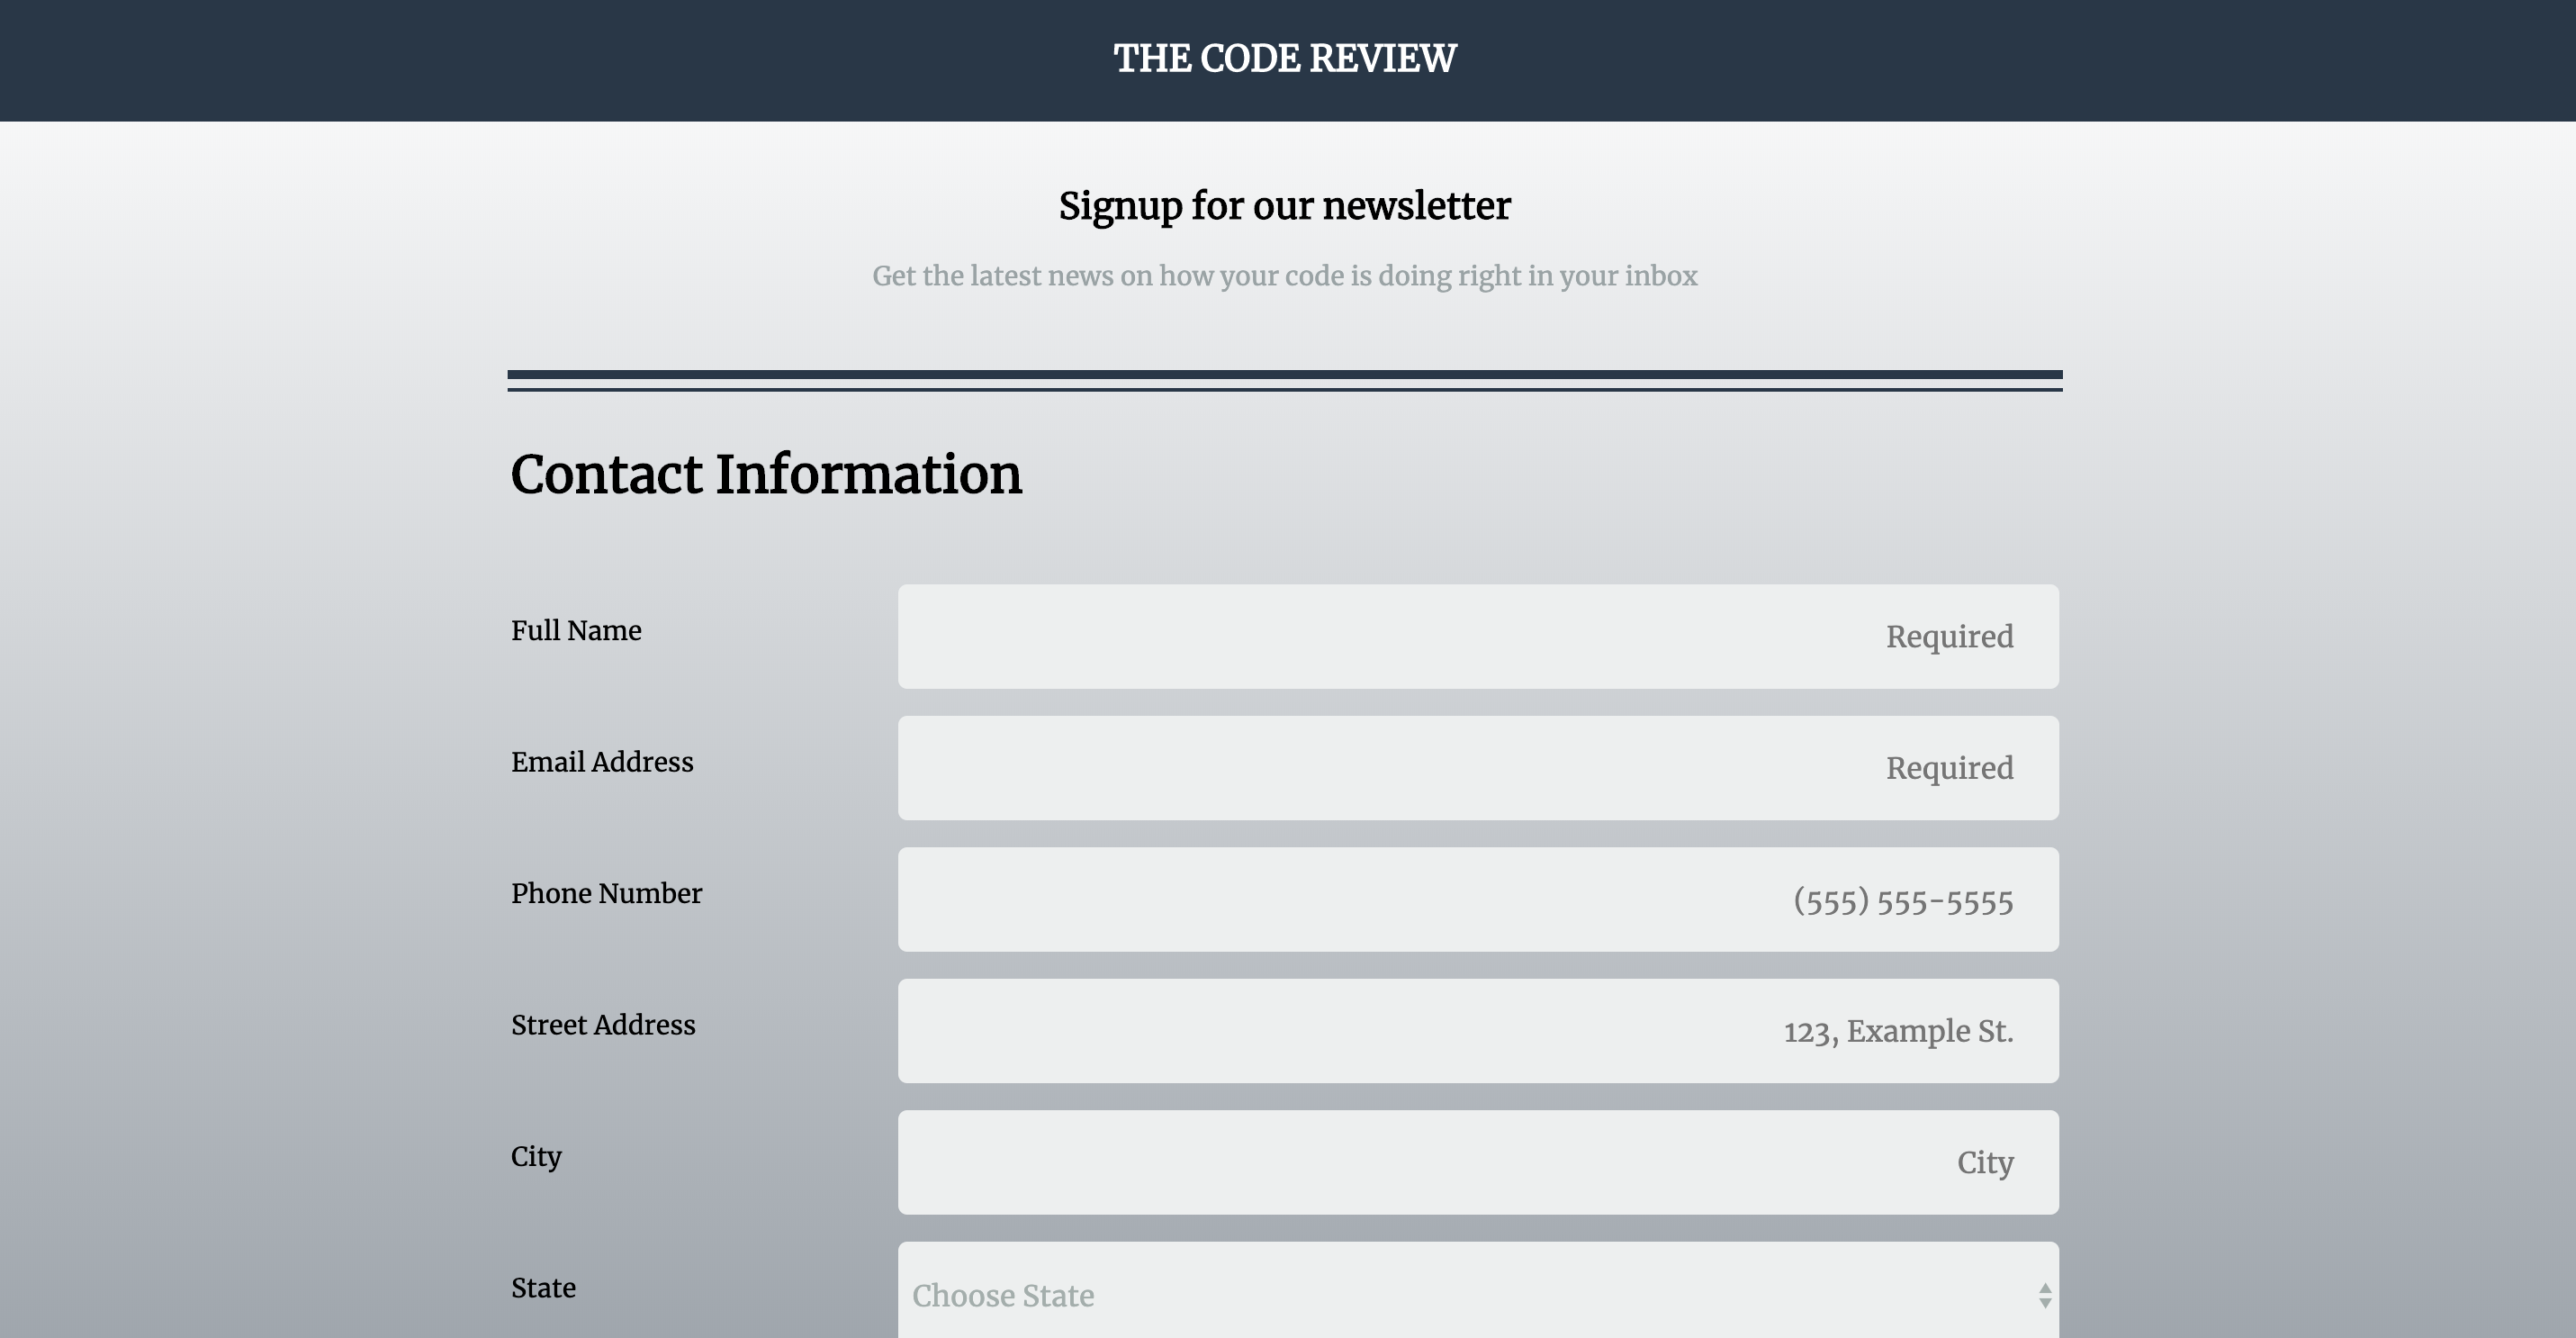 THE CODE REVIEW
Signup for our newsletter
Get the latest news on how your code is doing right in your inbox
Contact Information
Full Name
Required
Email Address
Required
Phone Number
(555) 555-5555
Street Address
123, Example St.
City
City
State
Choose State